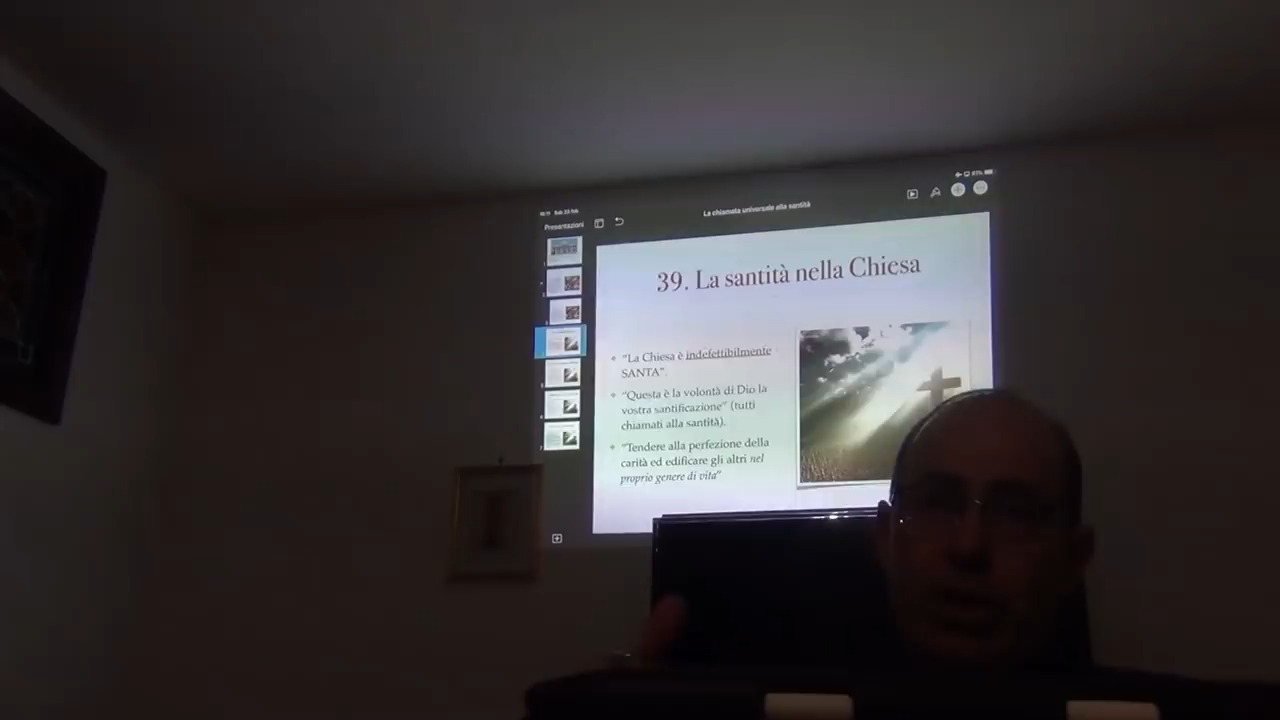 La chiamata universale alla santità
Presentazioni
39. La santità nella Chiesa
“La Chiesa è indefettibilmente
SANTA”.
“Questa è la volontà di Dio la
vostra santificazione” (tutti
chiamati alla santità).
“Tendere alla perfezione della
carità ed edificare gli altri nel
proprio genere di vita”